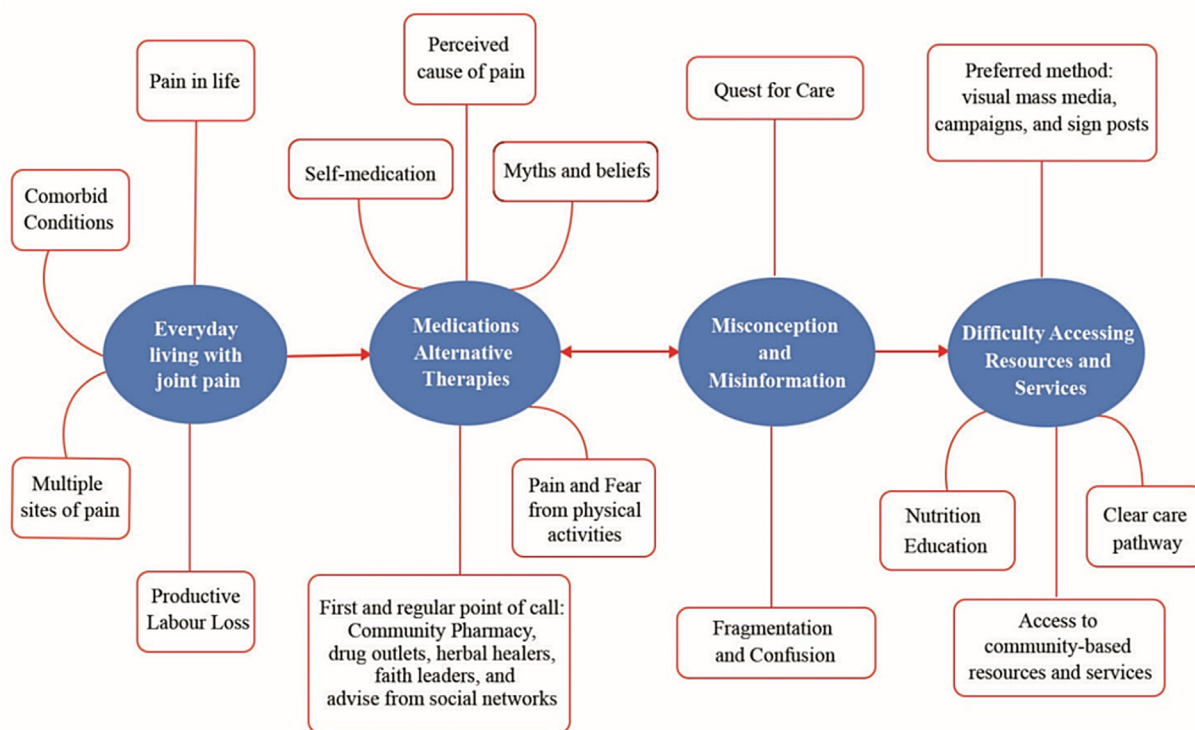 Pain in life
Comorbid
Conditions
Everyday
living with
joint pain
Multiple
sites of pain
Productive
Labour Loss
Perceived
cause of pain
Self-medication
Myths and beliefs
Medications
Alternative
Therapies
Pain and Fear
from physical
activities
First and regular point of call:
Community Pharmacy,
drug outlets, herbal healers,
faith leaders, and
advise from social networks
Quest for Care
Misconception
and
Misinformation
Fragmentation
and Confusion
Preferred method:
visual mass media,
campaigns, and sign posts
Difficulty Accessing
Resources and
Services
Nutrition
Education
Clear care
pathway
Access to
community-based
resources and services